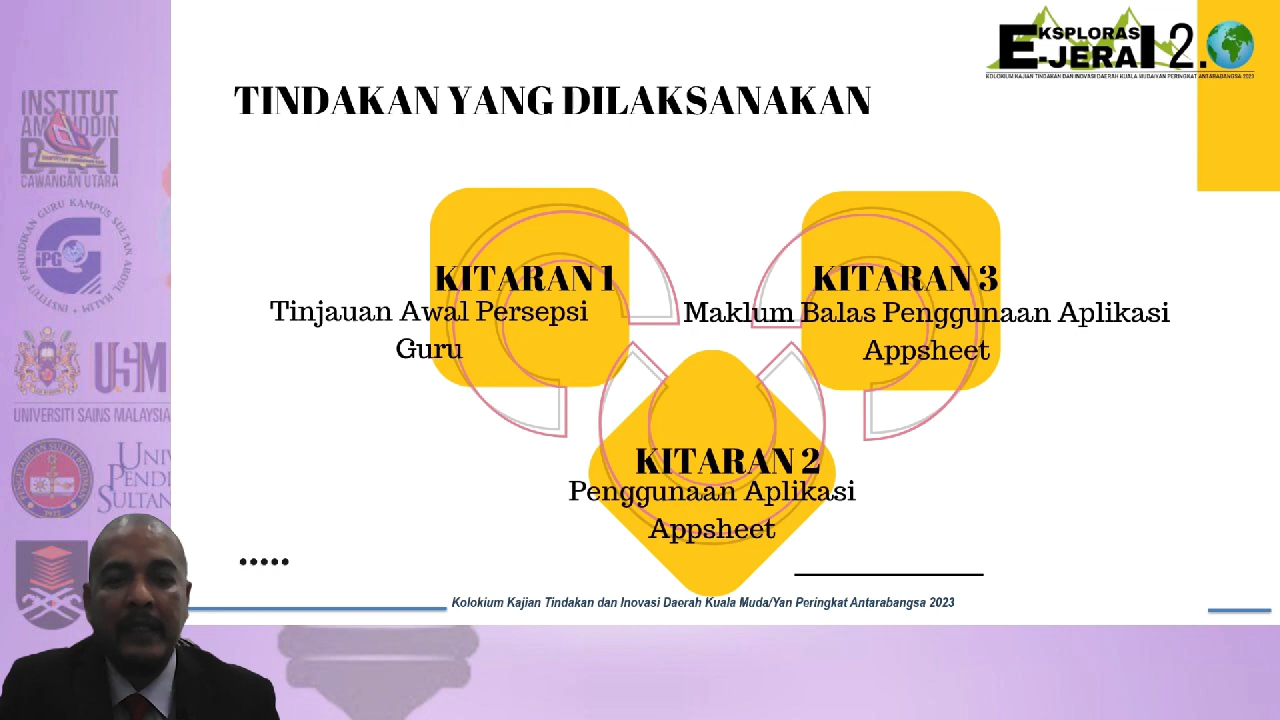 EKSPLORASI
E-JERAI 2.0
KOLOKIUM KAJIAN TINDAKAN DAN INOVASI DAERAH KUALA MUDA/YAN PERINGKAT ANTARABANGSA 2023
TINDAKAN YANG DILAKSANAKAN
KITARAN 1
Tinjauan Awal Persepsi
Guru
KITARAN 3
Maklum Balas Penggunaan Aplikasi
Appsheet
KITARAN 2
Penggunaan Aplikasi
Appsheet
Kolokium Kajian Tindakan dan Inovasi Daerah Kuala Muda/Yan Peringkat Antarabangsa 2023
INSTITUT
AMINUDDIN
BAKI
CAWANGAN UTARA
INSTITUT PENDIDIKAN GURU KAMPUS SULTAN ABDUL HALIM
iPG
USM
UNIVERSITI SAINS MALAYSIA
UNIV
PENDI
SULTAN